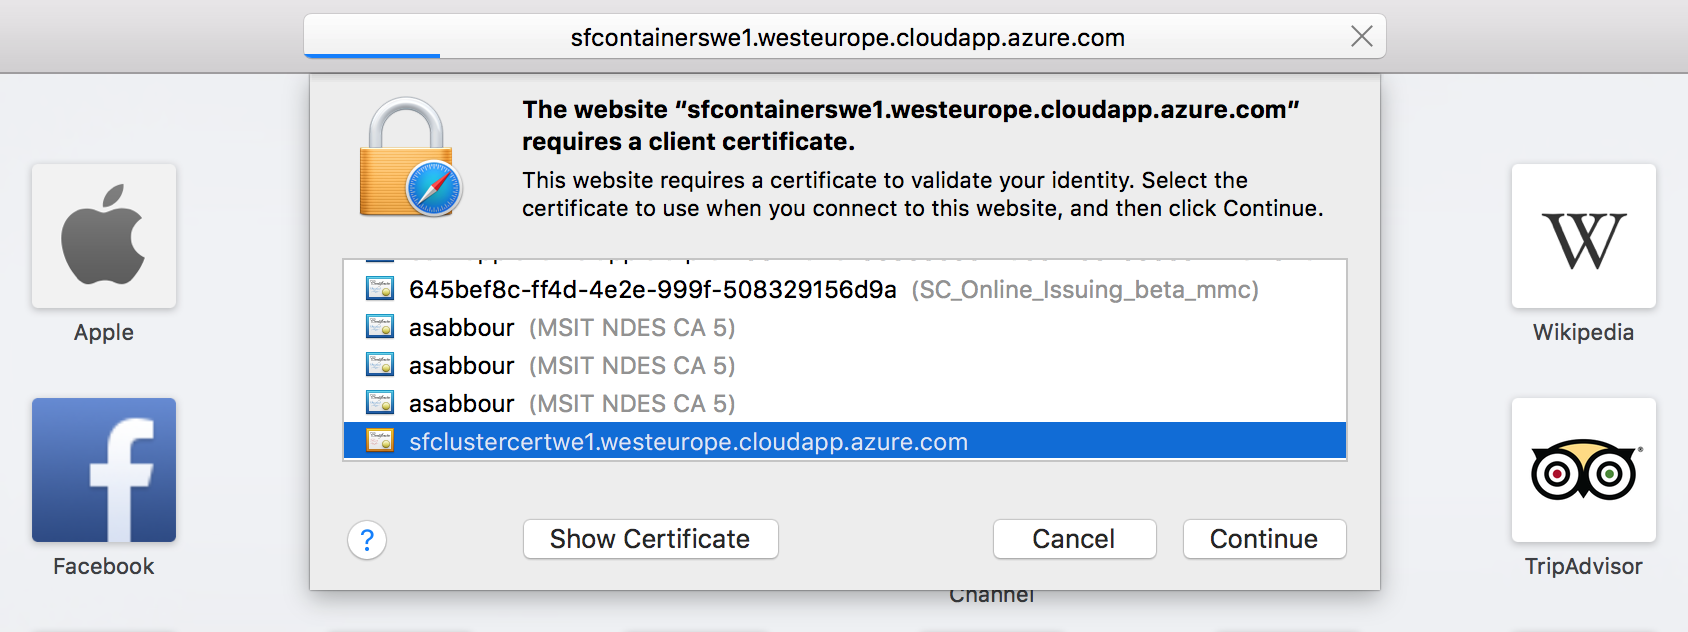 sfcontainerswe1.westeurope.cloudapp.azure.com
The website “sfcontainerswe1.westeurope.cloudapp.azure.com”
requires a client certificate.
This website requires a certificate to validate your identity. Select the
certificate to use when you connect to this website, and then click Continue.
645bef8c-ff4d-4e2e-999f-508329156d9a (SC_Online_Issuing_beta_mmc)
asabbour (MSIT NDES CA 5)
asabbour (MSIT NDES CA 5)
asabbour (MSIT NDES CA 5)
sfclustercertwe1.westeurope.cloudapp.azure.com
?
Show Certificate
Cancel
Continue
Apple
Facebook
W
Wikipedia
TripAdvisor
Channel